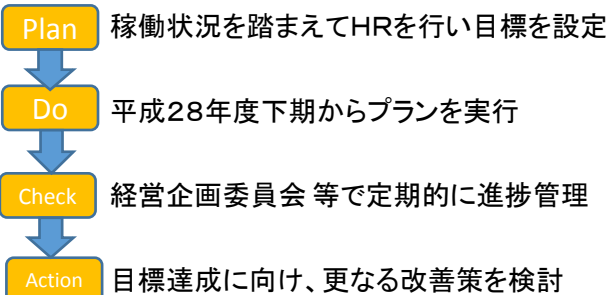 Plan 稼働状況を踏まえてHRを行い目標を設定
Do 平成28年度下期からプランを実行
Check 経営企画委員会 等で定期的に進捗管理
Action 目標達成に向け、更なる改善策を検討